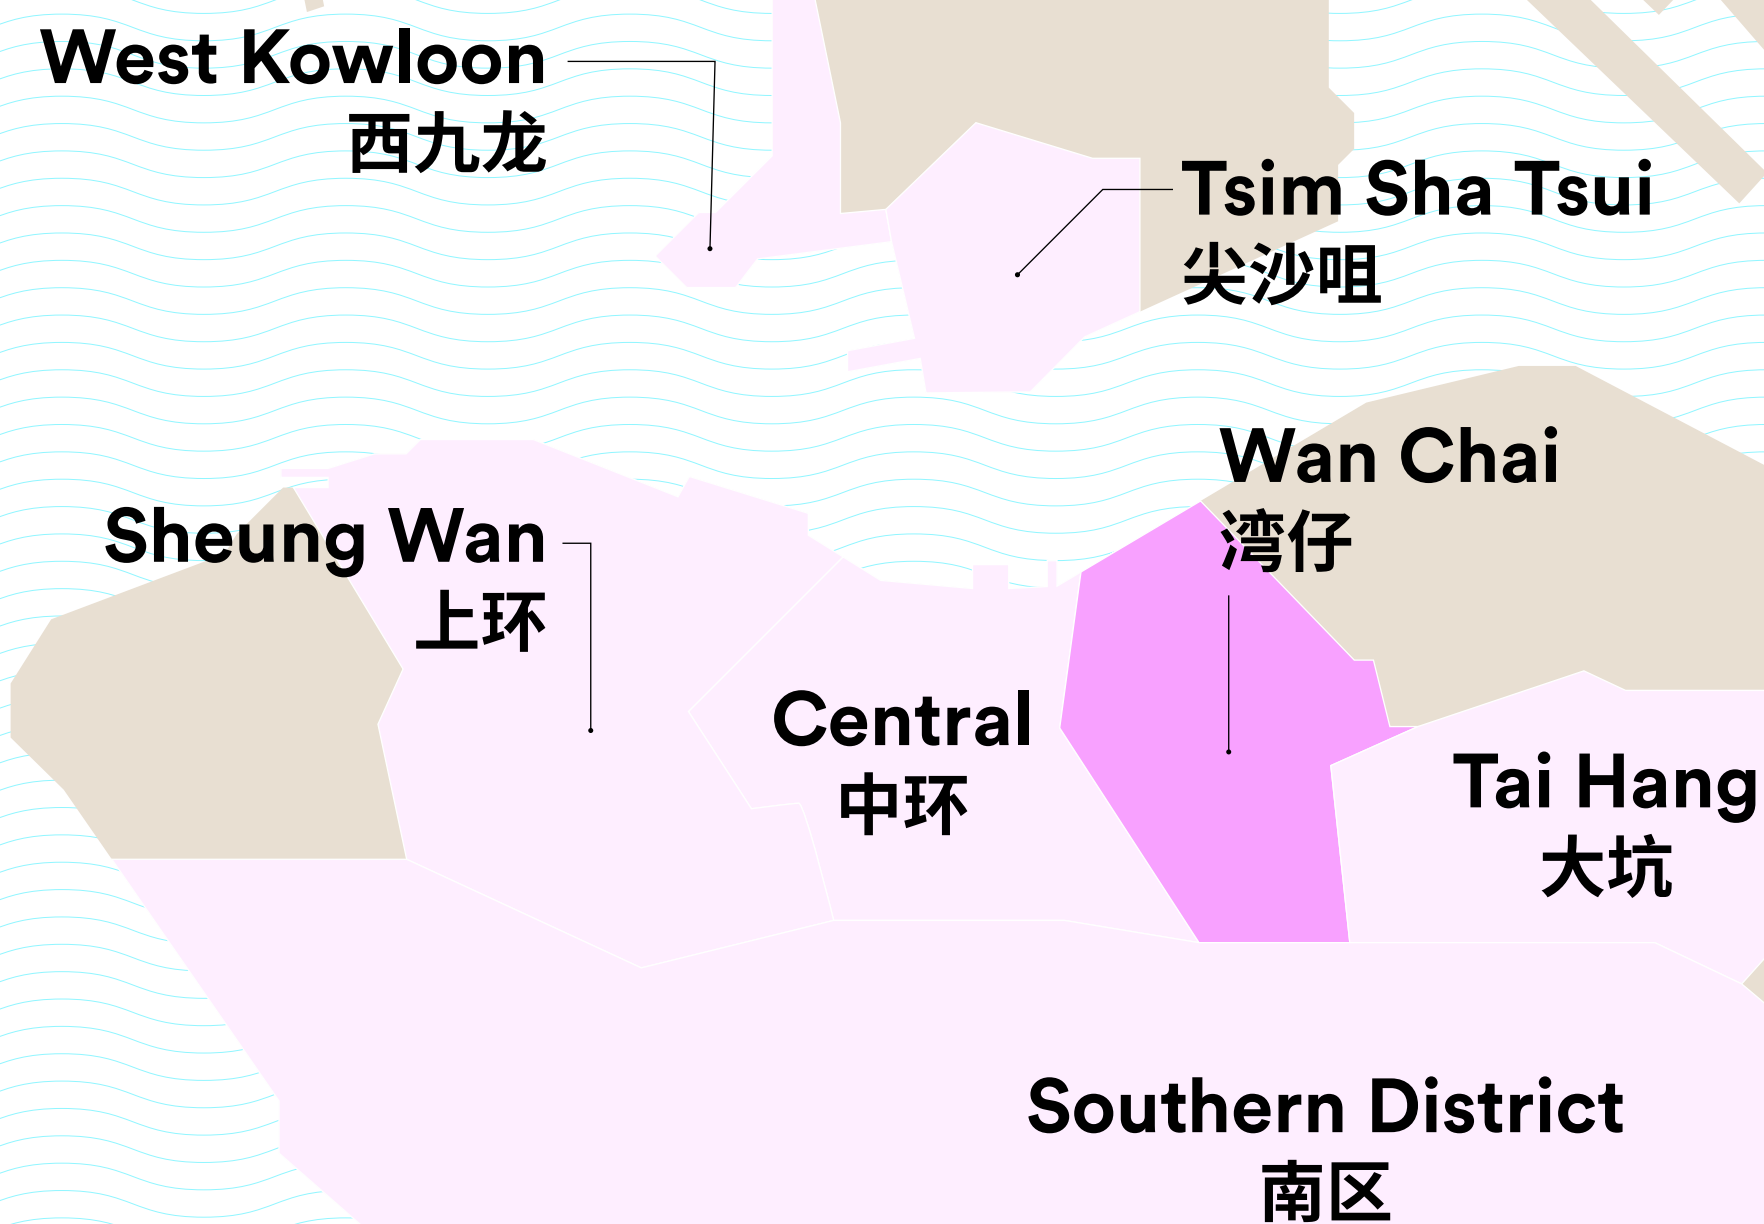 West Kowloon
西九龙
Tsim Sha Tsui
尖沙咀
Wan Chai
湾仔
Sheung Wan
上环
Central
中环
Tai Hang
大坑
Southern District
南区